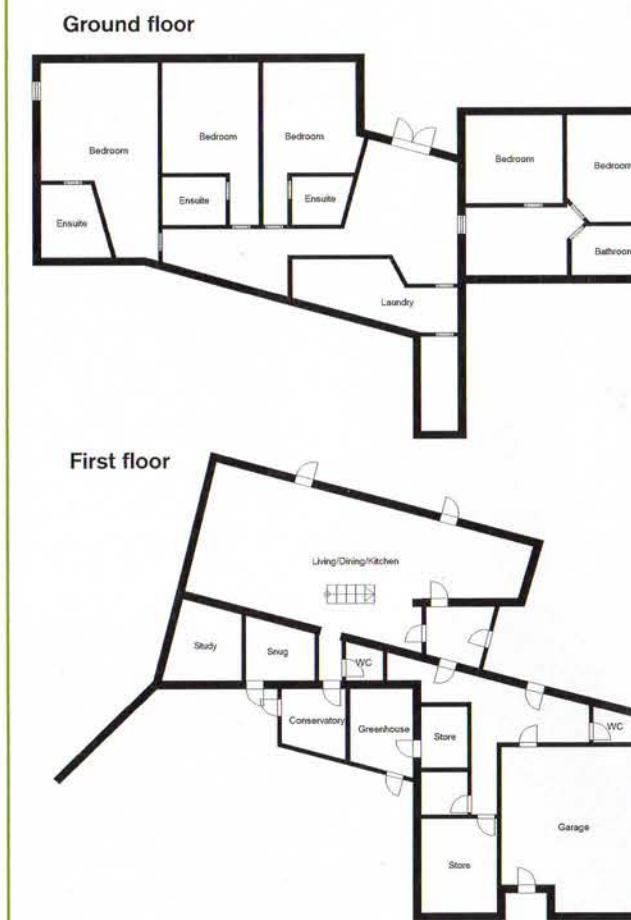 Ground floor
Bedroom
Bedroom
Bedroom
Bedroom
Bedroom
Ensuite
Ensuite
Ensuite
Bathroom
Laundry
First floor
Living/Dining/Kitchen
Study
Snug
WC
Conservatory
Greenhouse
Store
WC
Garage
Store